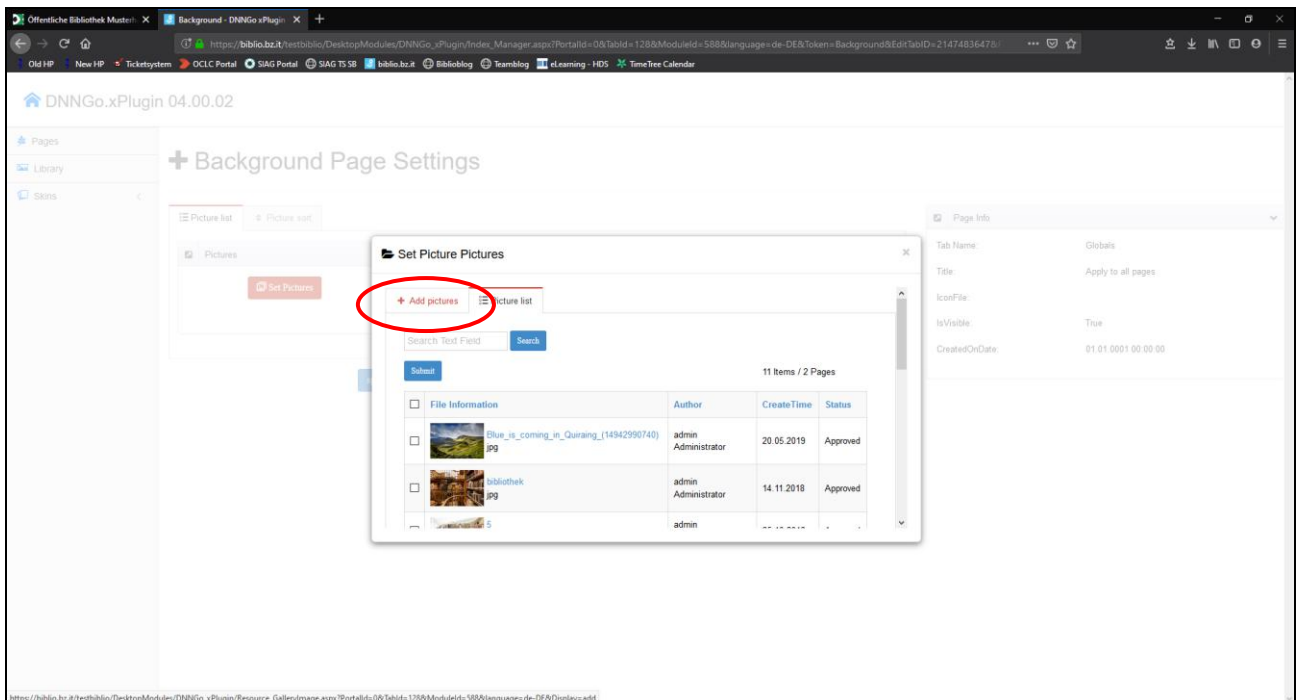 Öffentliche Bibliothek Musterh
Background - DNNGo xPlugin
https://biblio.bz.it/testbiblio/DesktopModules/DNNGo_xPlugin/Index_Manager.aspx?PortalId=0&TabId=128&ModuleId=588&language=de-DE&Token=Background&EditTabID=2147483647&
Old HP New HP Ticketsystem OCLC Portal SIAG Portal SIAG TS SB biblio.bz.it Biblioblog Teamblog eLearning - HDS TimeTree Calendar
DNNGo.xPlugin 04.00.02
Pages
Library
Skins
Background Page Settings
Picture list Picture sort
Pictures
Set Pictures
Page Info
Tab Name: Globals
Title: Apply to all pages
IconFile:
IsVisible: True
CreatedOnDate: 01.01.0001 00:00:00
Set Picture Pictures
Add pictures Picture list
Search Text Field Search
Submit 11 Items / 2 Pages
File Information Author CreateTime Status
Blue_is_coming_in_Quiraing_(14942990740)
jpg
admin
Administrator
20.05.2019 Approved
bibliothek
jpg
admin
Administrator
14.11.2018 Approved
5 admin
https://biblio.bz.it/testbiblio/DesktopModules/DNNGo_xPlugin/Resource_GalleryImage.aspx?PortalId=0&TabId=128&ModuleId=588&language=de-DE&Display=add